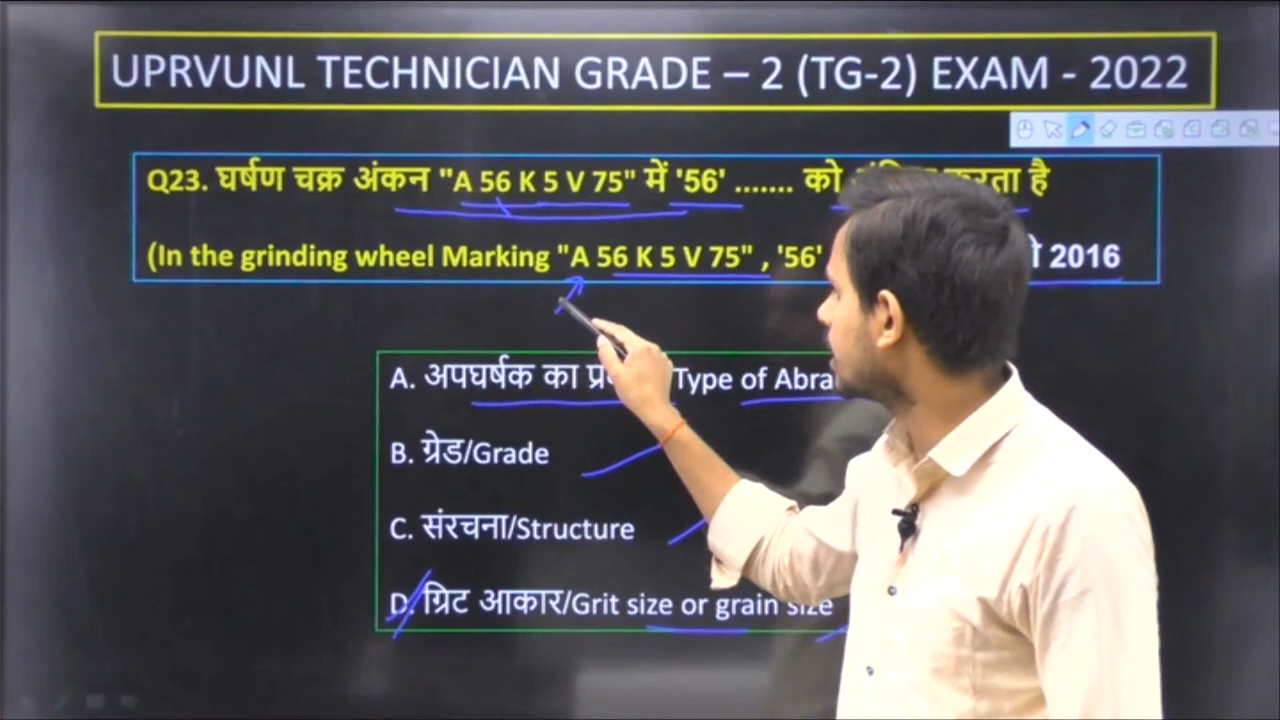 UPRVUNL TECHNICIAN GRADE – 2 (TG-2) EXAM - 2022
Q23. घर्षण चक्र अंकन "A 56 K 5 V 75" में '56' ....... को करता है
(In the grinding wheel Marking "A 56 K 5 V 75" , '56' 2016
A. अपघर्षक का Type of
B. ग्रेड/Grade
C. संरचना/Structure
D. ग्रिट आकार/Grit size or grain size